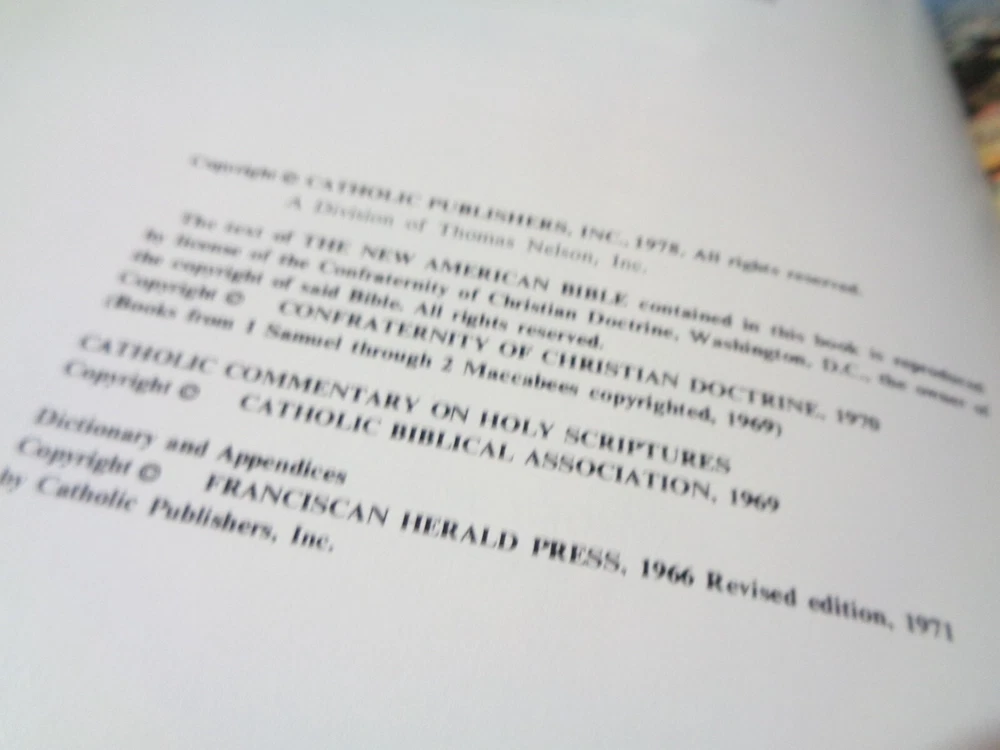 Copyright © CATHOLIC PUBLISHERS, INC., 1978, All rights reserved.
A Division of Thomas Nelson, Inc.
The text of THE NEW AMERICAN BIBLE contained in this book is reproduced
by license of the Confraternity of Christian Doctrine, Washington, D.C., the owner of
the copyright of said Bible. All rights reserved.
Copyright © CONFRATERNITY OF CHRISTIAN DOCTRINE, 1970
(Books from 1 Samuel through 2 Maccabees copyrighted, 1969)
CATHOLIC COMMENTARY ON HOLY SCRIPTURES
Copyright © CATHOLIC BIBLICAL ASSOCIATION, 1969
Dictionary and Appendices
Copyright © FRANCISCAN HERALD PRESS, 1966 Revised edition, 1971
by Catholic Publishers, Inc.